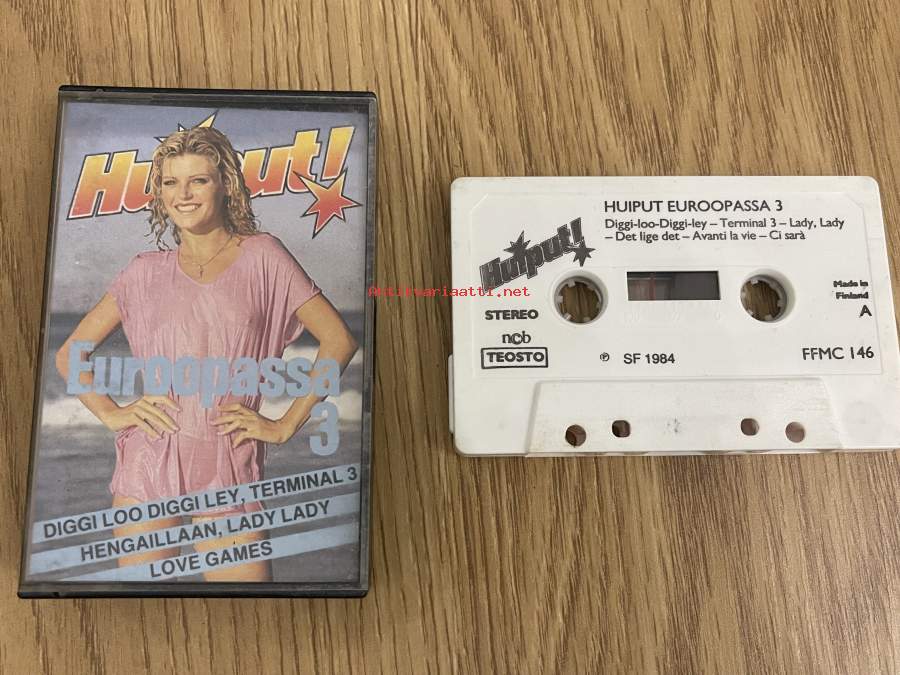 Huiput!
Euroopassa
3
DIGGI LOO DIGGI LEY, TERMINAL 3
HENGAILLAAN, LADY LADY
LOVE GAMES
Antikvariaatti.net
HUIPUT EUROOPASSA 3
Diggi-loo-Diggi-ley – Terminal 3 – Lady, Lady
– Det lige det – Avanti la vie – Ci sarà
Huiput!
Made in
Finland
STEREO
A
ncb
TEOSTO
℗ SF 1984
FFMC 146